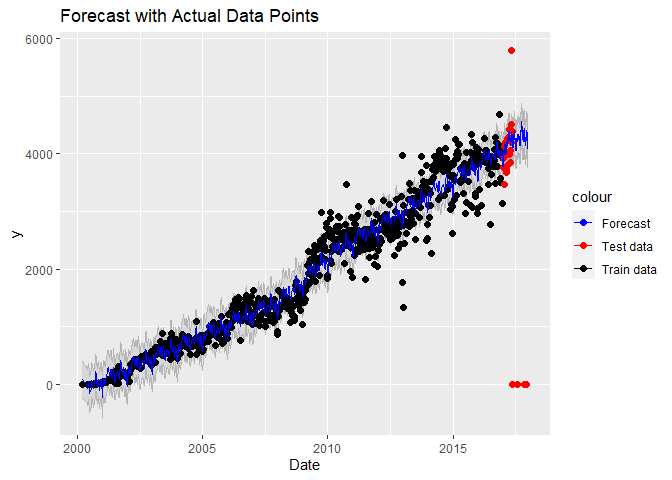 Forecast with Actual Data Points
6000
4000
2000
0
y
2000
2005
2010
2015
Date
colour
Forecast
Test data
Train data